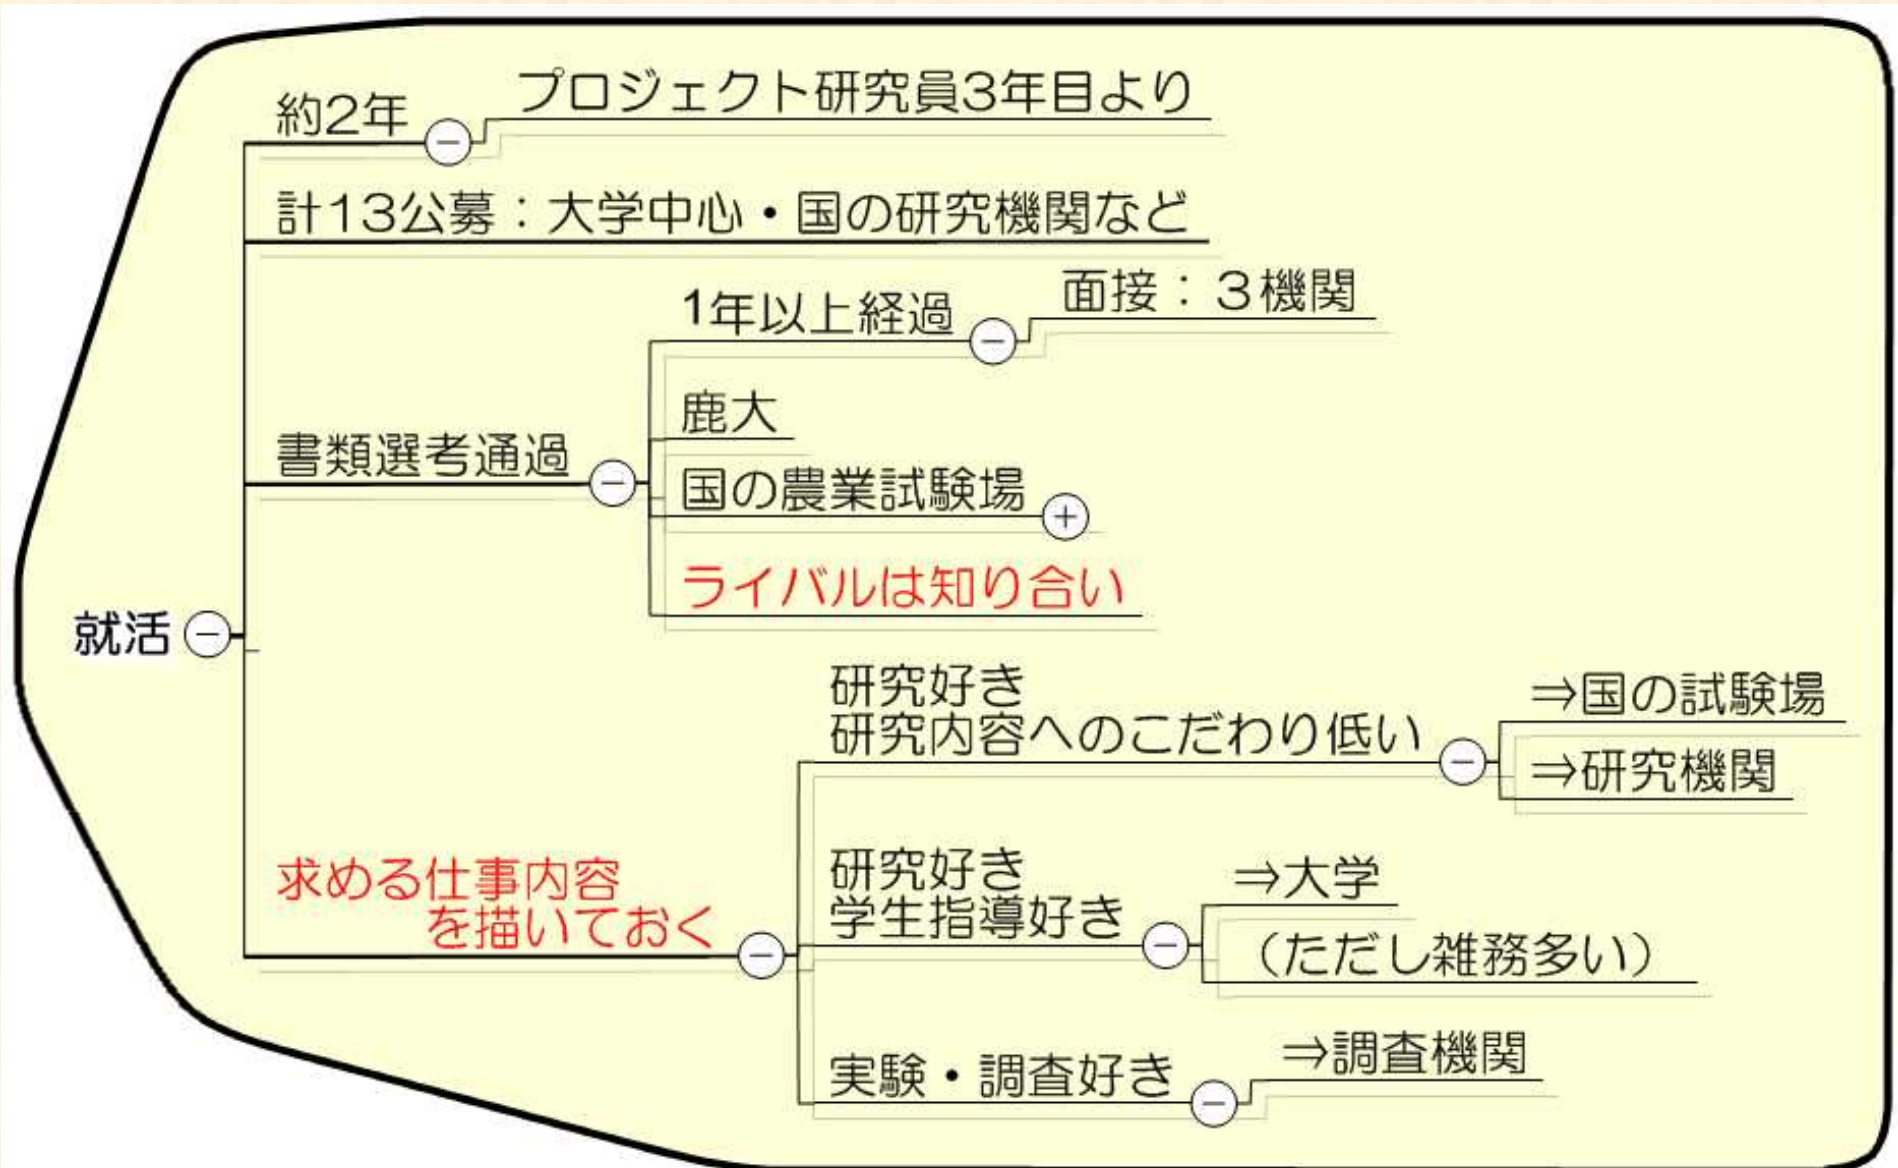 就活
約2年
プロジェクト研究員3年目より
計13公募：大学中心・国の研究機関など
書類選考通過
1年以上経過
面接：３機関
鹿大
国の農業試験場
ライバルは知り合い
求める仕事内容
を描いておく
研究好き
研究内容へのこだわり低い
⇒国の試験場
⇒研究機関
研究好き
学生指導好き
⇒大学
（ただし雑務多い）
実験・調査好き
⇒調査機関